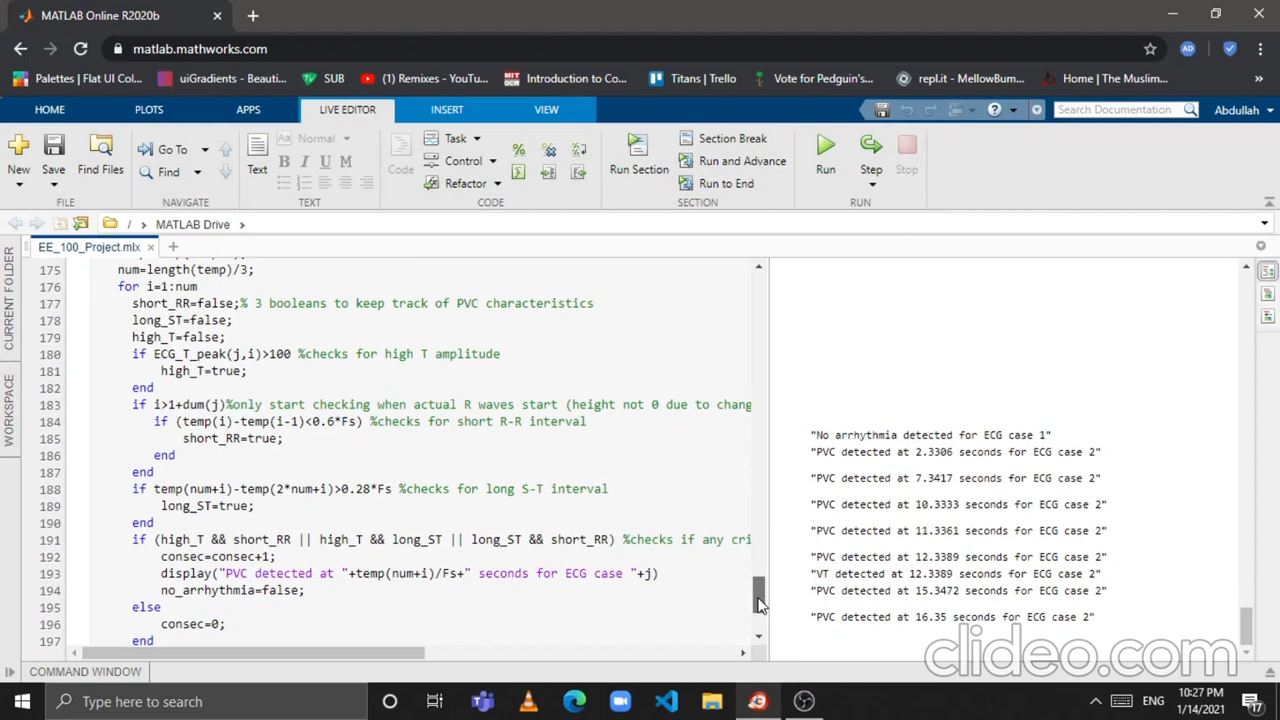 MATLAB Online R2020b
matlab.mathworks.com
AD
Palettes | Flat UI Col... uiGradients - Beauti... SUB (1) Remixes - YouTu... Introduction to Co... Titans | Trello Vote for Pedguin's... repl.it - MellowBum... Home | The Muslim... »
HOME PLOTS APPS LIVE EDITOR INSERT VIEW Search Documentation Abdullah
New Save Find Files Go To Find Text Aa Normal B I U M Code Task Control Refactor Run Section Section Break Run and Advance Run to End Run Step Stop
FILE NAVIGATE TEXT CODE SECTION RUN
/ MATLAB Drive
EE_100_Project.mlx
CURRENT FOLDER
WORKSPACE
175 num=length(temp)/3;
176 for i=1:num
177 short_RR=false;% 3 booleans to keep track of PVC characteristics
178 long_ST=false;
179 high_T=false;
180 if ECG_T_peak(j,i)>100 %checks for high T amplitude
181 high_T=true;
182 end
183 if i>1+dum(j)%only start checking when actual R waves start (height not 0 due to chang
184 if (temp(i)-temp(i-1)<0.6*Fs) %checks for short R-R interval
185 short_RR=true;
186 end
187 end
188 if temp(num+i)-temp(2*num+i)>0.28*Fs %checks for long S-T interval
189 long_ST=true;
190 end
191 if (high_T && short_RR || high_T && long_ST || long_ST && short_RR) %checks if any cri
192 consec=consec+1;
193 display("PVC detected at "+temp(num+i)/Fs+" seconds for ECG case "+j)
194 no_arrhythmia=false;
195 else
196 consec=0;
197 end
"No arrhythmia detected for ECG case 1"
"PVC detected at 2.3306 seconds for ECG case 2"
"PVC detected at 7.3417 seconds for ECG case 2"
"PVC detected at 10.3333 seconds for ECG case 2"
"PVC detected at 11.3361 seconds for ECG case 2"
"PVC detected at 12.3389 seconds for ECG case 2"
"VT detected at 12.3389 seconds for ECG case 2"
"PVC detected at 15.3472 seconds for ECG case 2"
"PVC detected at 16.35 seconds for ECG case 2"
clideo.com
COMMAND WINDOW
Type here to search
ENG
10:27 PM
1/14/2021
17